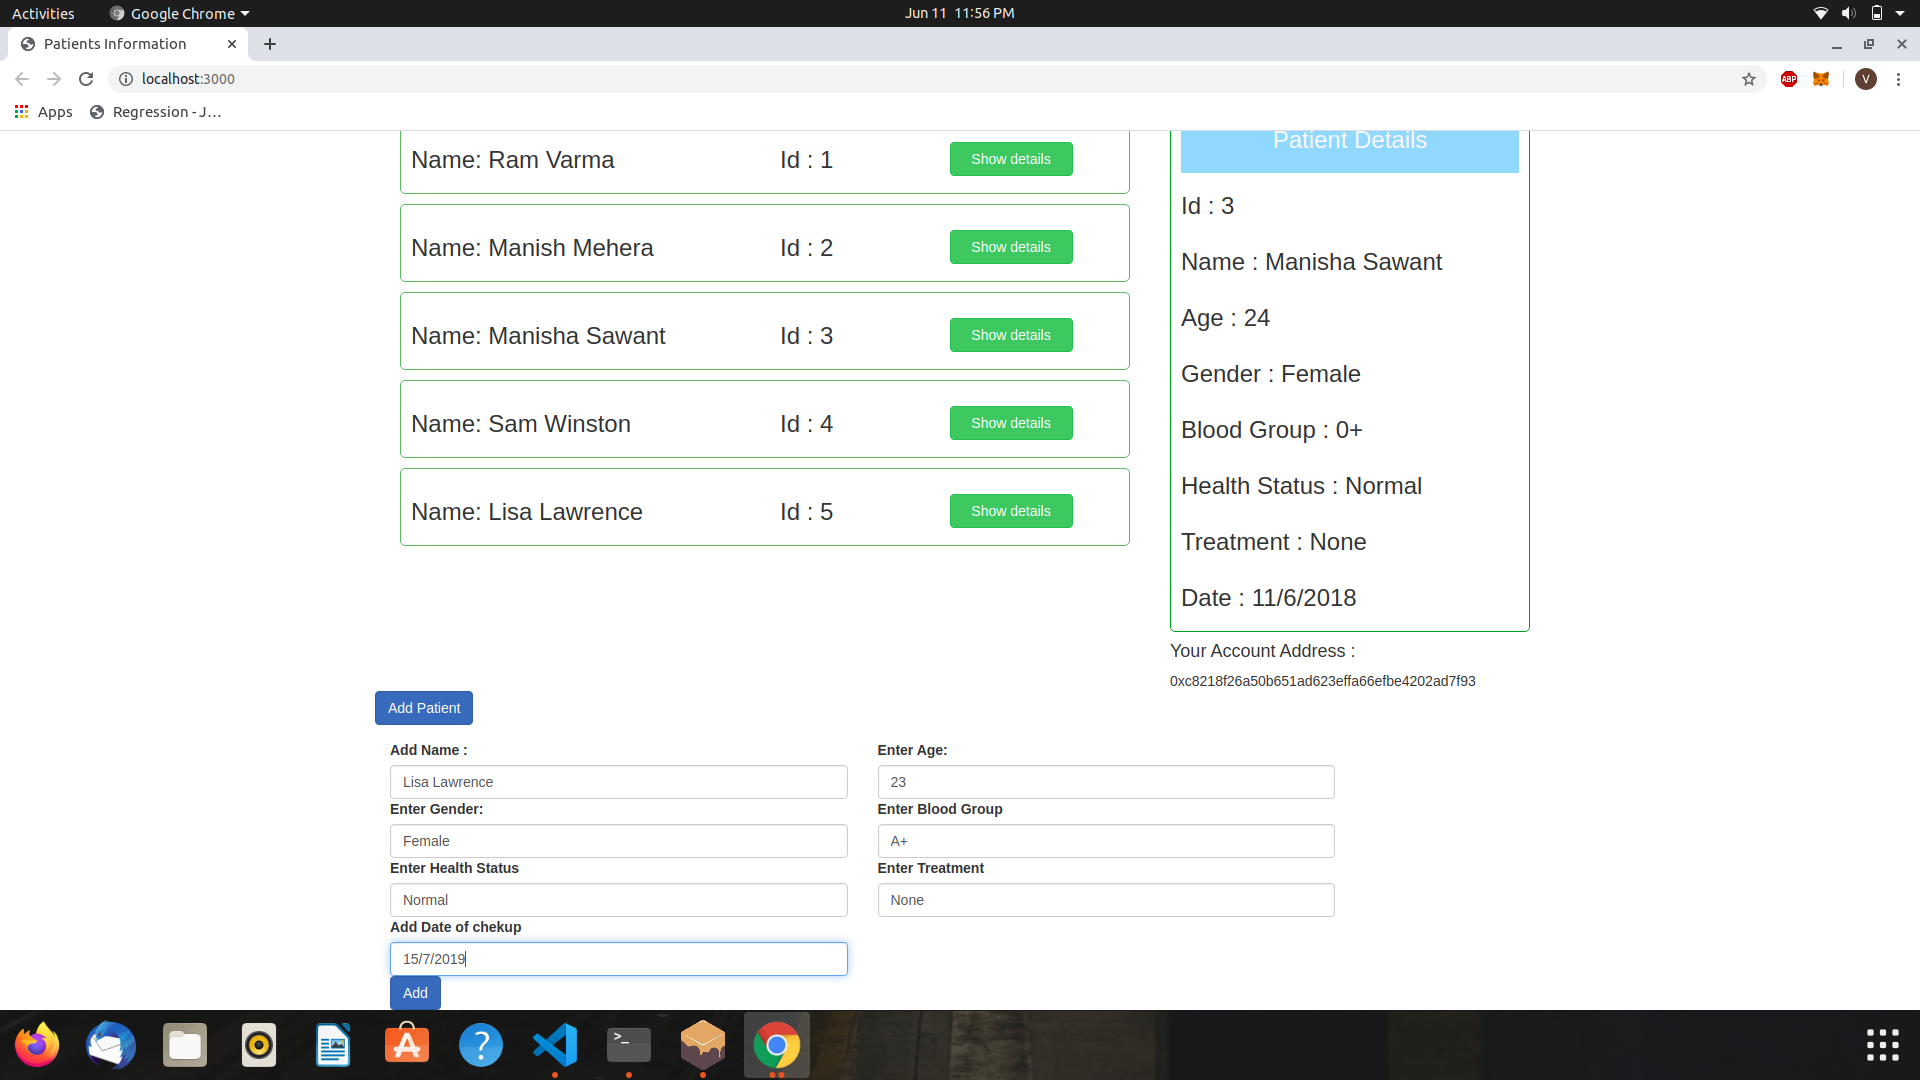 Activities
Google Chrome
Jun 11 11:56 PM
Patients Information
localhost:3000
ABP
V
Apps
Regression - J…
Name: Ram Varma
Id : 1
Show details
Name: Manish Mehera
Id : 2
Show details
Name: Manisha Sawant
Id : 3
Show details
Name: Sam Winston
Id : 4
Show details
Name: Lisa Lawrence
Id : 5
Show details
Patient Details
Id : 3
Name : Manisha Sawant
Age : 24
Gender : Female
Blood Group : 0+
Health Status : Normal
Treatment : None
Date : 11/6/2018
Your Account Address :
0xc8218f26a50b651ad623effa66efbe4202ad7f93
Add Patient
Add Name :
Lisa Lawrence
Enter Age:
23
Enter Gender:
Female
Enter Blood Group
A+
Enter Health Status
Normal
Enter Treatment
None
Add Date of chekup
15/7/2019
Add